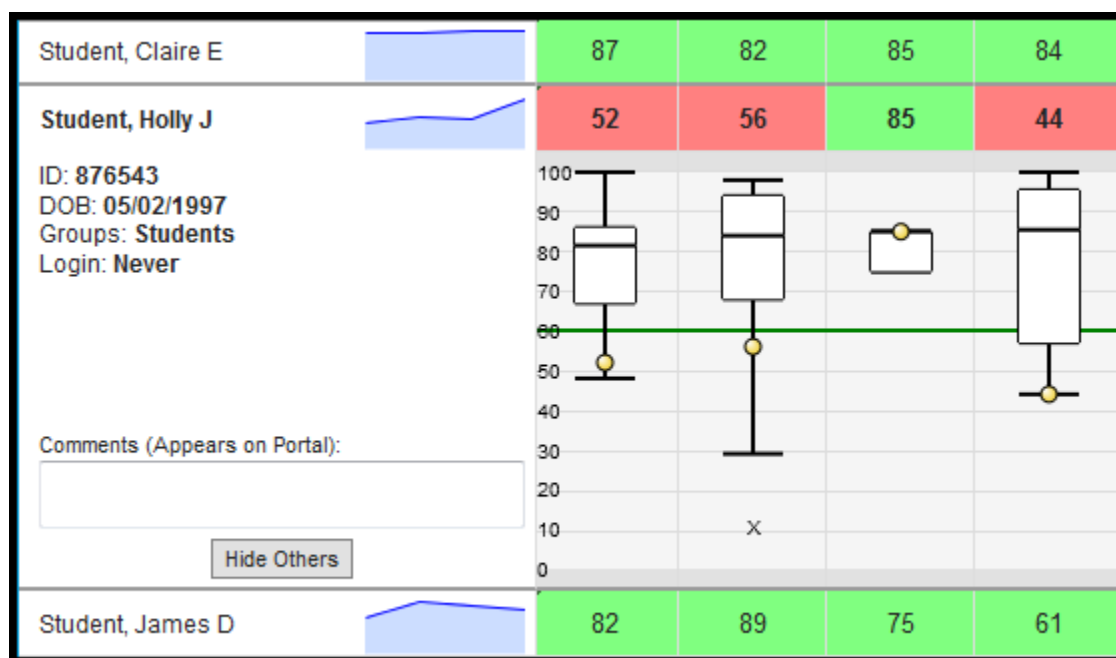 Student, Claire E 87 82 85 84
Student, Holly J 52 56 85 44
ID: 876543
DOB: 05/02/1997
Groups: Students
Login: Never
100
90
80
70
60
50
40
30
20
10
0
X
Comments (Appears on Portal):
Hide Others
Student, James D 82 89 75 61